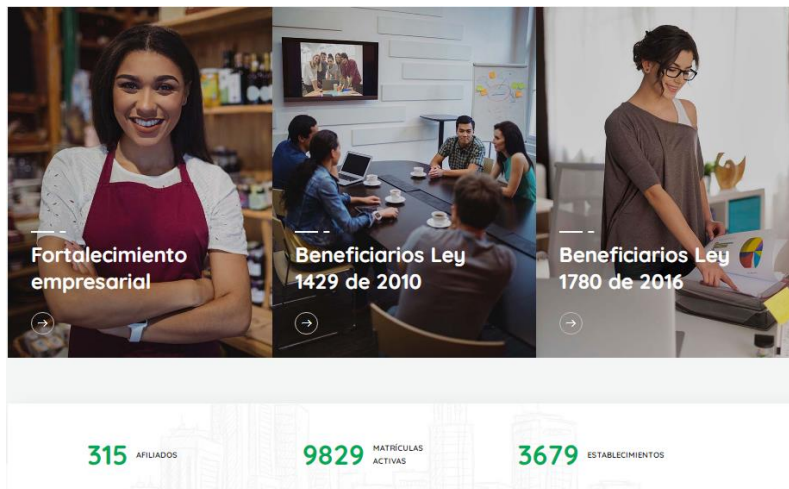 Fortalecimiento
empresarial
Beneficiarios Ley
1429 de 2010
Beneficiarios Ley
1780 de 2016
315 AFILIADOS
9829 MATRÍCULAS
ACTIVAS
3679 ESTABLECIMIENTOS